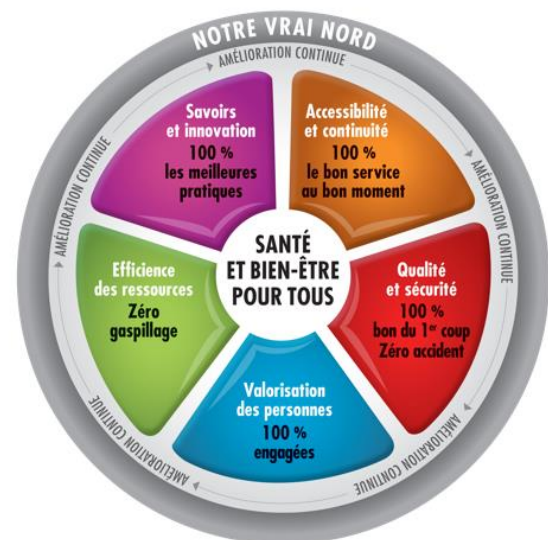 NOTRE VRAI NORD
AMÉLIORATION CONTINUE
Savoirs
et innovation
100 %
les meilleures
pratiques
Accessibilité
et continuité
100 %
le bon service
au bon moment
AMÉLIORATION CONTINUE
AMÉLIORATION CONTINUE
SANTÉ
ET BIEN-ÊTRE
POUR TOUS
Efficience
des ressources
Zéro
gaspillage
Qualité
et sécurité
100 %
bon du 1er coup
Zéro accident
Valorisation
des personnes
100 %
engagées
AMÉLIORATION CONTINUE
AMÉLIORATION CONTINUE